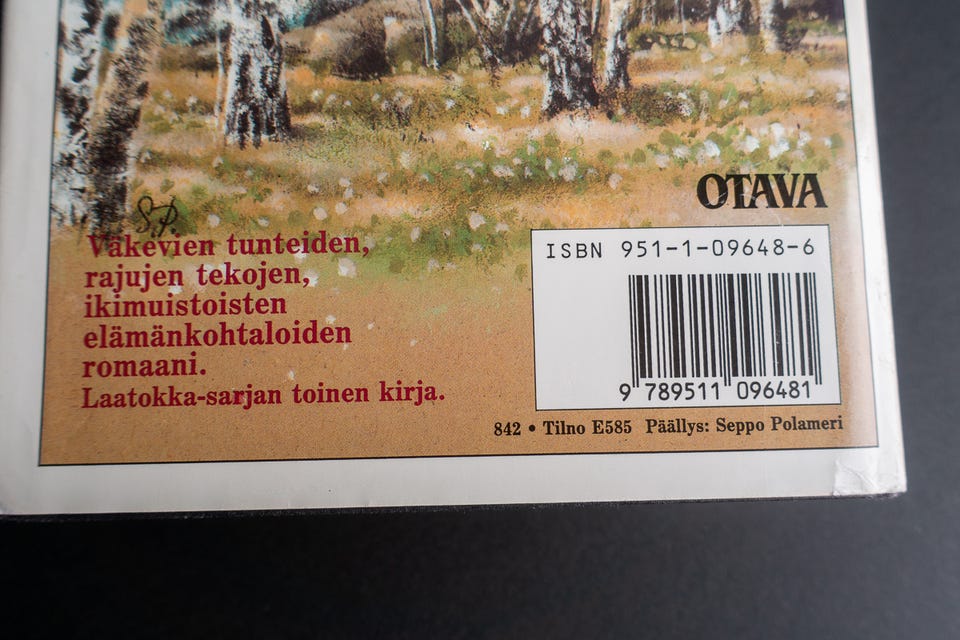 OTAVA
S.P.
Väkevien tunteiden,
rajujen tekojen,
ikimuistoisten
elämänkohtaloiden
romaani.
Laatokka-sarjan toinen kirja.
ISBN 951-1-09648-6
9 789511 096481
842 • Tilno E585 Päällys: Seppo Polameri